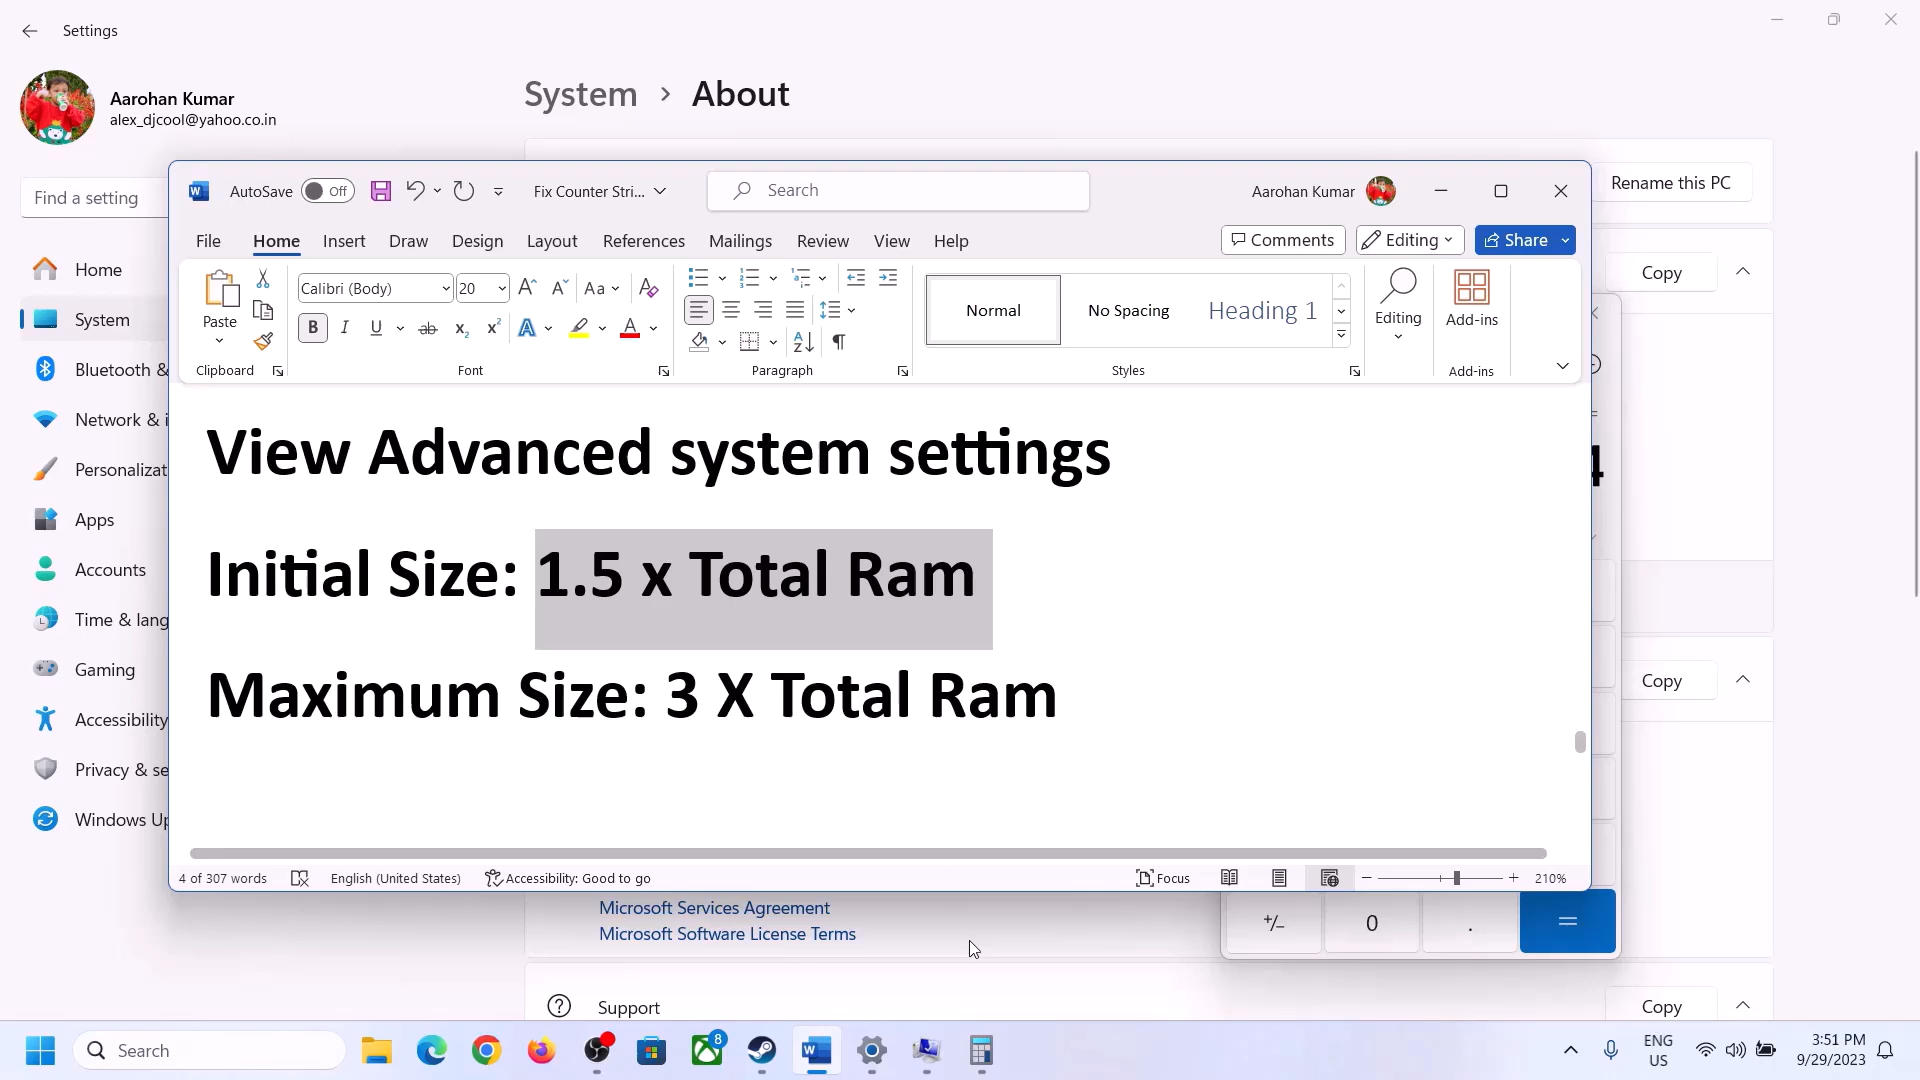 Settings
Aarohan Kumar
alex_djcool@yahoo.co.in
System > About
Find a setting
Rename this PC
Home
System
Bluetooth &
Network & i
Personalizat
Apps
Accounts
Time & lang
Gaming
Accessibility
Privacy & se
Windows Up
Copy
Copy
AutoSave Off
Fix Counter Stri...
Search
Aarohan Kumar
File Home Insert Draw Design Layout References Mailings Review View Help
Comments Editing Share
Paste
Calibri (Body) 20
Normal
No Spacing
Heading 1
Editing
Add-ins
Clipboard Font Paragraph Styles Add-ins
View Advanced system settings
Initial Size: 1.5 x Total Ram
Maximum Size: 3 X Total Ram
4 of 307 words English (United States) Accessibility: Good to go Focus 210%
Microsoft Services Agreement
Microsoft Software License Terms
+/− 0 . =
Support
Copy
Search
8
ENG
US
3:51 PM
9/29/2023